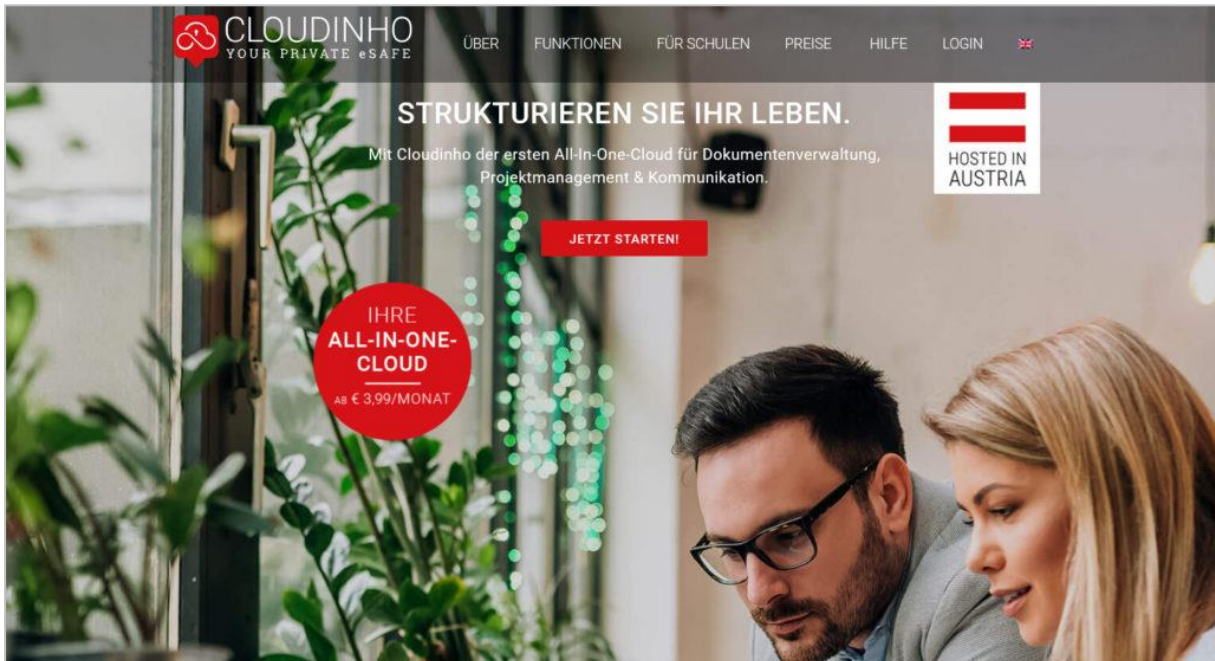 CLOUDINHO
YOUR PRIVATE eSAFE
ÜBER FUNKTIONEN FÜR SCHULEN PREISE HILFE LOGIN
STRUKTURIEREN SIE IHR LEBEN.
Mit Cloudinho der ersten All-In-One-Cloud für Dokumentenverwaltung,
Projektmanagement & Kommunikation.
HOSTED IN
AUSTRIA
JETZT STARTEN!
IHRE
ALL-IN-ONE-
CLOUD
AB € 3,99/MONAT